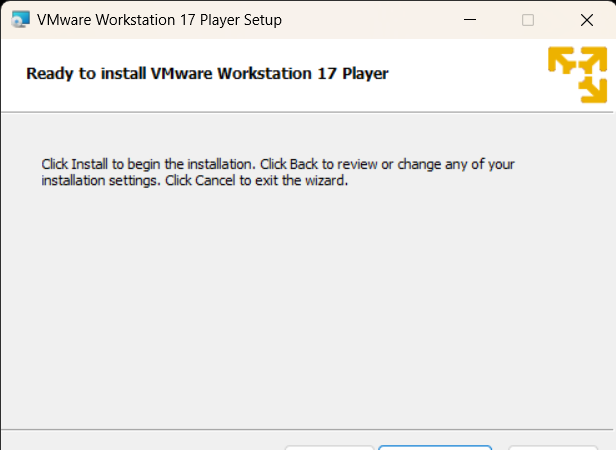 VMware Workstation 17 Player Setup
Ready to install VMware Workstation 17 Player
Click Install to begin the installation. Click Back to review or change any of your
installation settings. Click Cancel to exit the wizard.